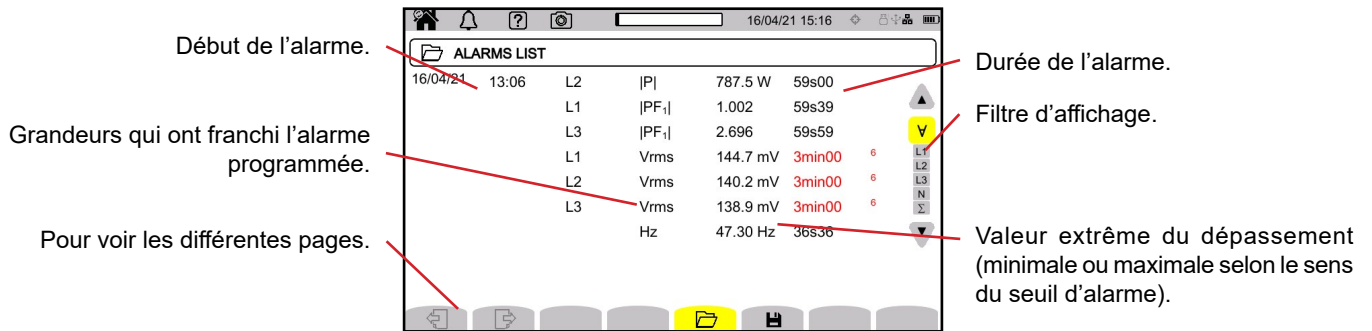 16/04/21 15:16
ALARMS LIST
Début de l’alarme.
Grandeurs qui ont franchi l’alarme
programmée.
Pour voir les différentes pages.
16/04/21 13:06 L2 |P| 787.5 W 59s00
L1 |PF₁| 1.002 59s39
L3 |PF₁| 2.696 59s59
L1 Vrms 144.7 mV 3min00 6
L2 Vrms 140.2 mV 3min00 6
L3 Vrms 138.9 mV 3min00 6
Hz 47.30 Hz 36s36
∀
L1
L2
L3
N
Σ
Durée de l’alarme.
Filtre d’affichage.
Valeur extrême du dépassement
(minimale ou maximale selon le sens
du seuil d’alarme).